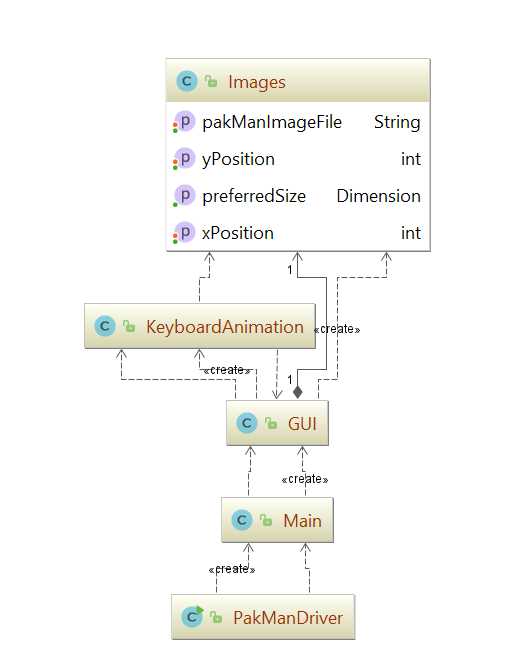 C Images
p pakManImageFile String
p yPosition int
p preferredSize Dimension
p xPosition int
1
C KeyboardAnimation «create»
«create»
1
C GUI
«create»
C Main
«create»
C PakManDriver